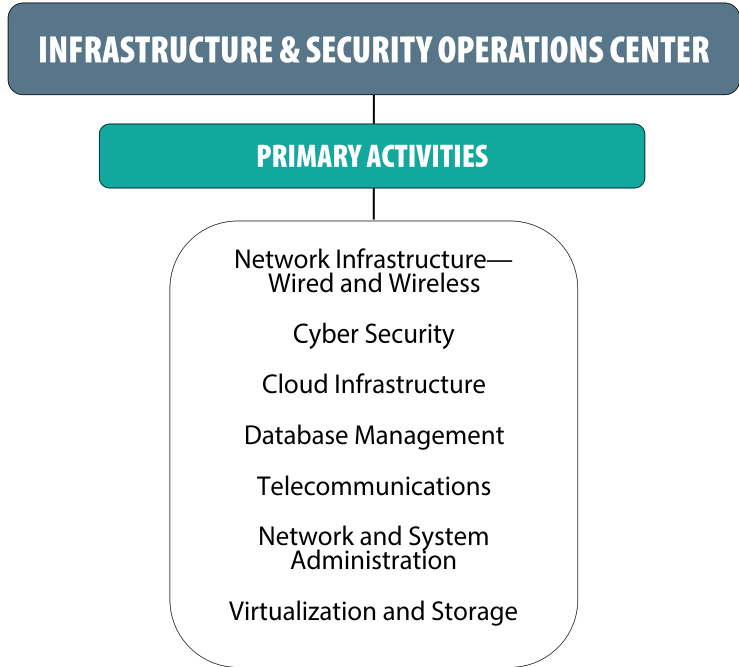 INFRASTRUCTURE & SECURITY OPERATIONS CENTER
PRIMARY ACTIVITIES
Network Infrastructure—
Wired and Wireless
Cyber Security
Cloud Infrastructure
Database Management
Telecommunications
Network and System
Administration
Virtualization and Storage